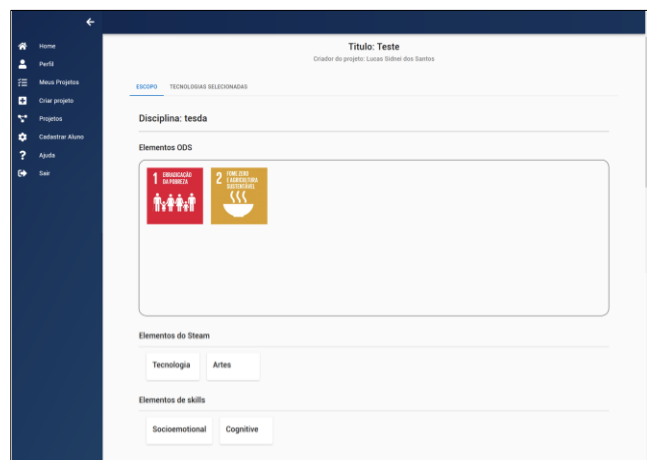 Home
Perfil
Meus Projetos
Criar projeto
Projetos
Cadastrar Aluno
Ajuda
Sair
Titulo: Teste
Criador do projeto: Lucas Sidnei dos Santos
ESCOPO TECNOLOGIAS SELECIONADAS
Disciplina: tesda
Elementos ODS
1 ERRADICAÇÃO
DA POBREZA
2 FOME ZERO
E AGRICULTURA
SUSTENTÁVEL
Elementos do Steam
Tecnologia Artes
Elementos de skills
Socioemotional Cognitive